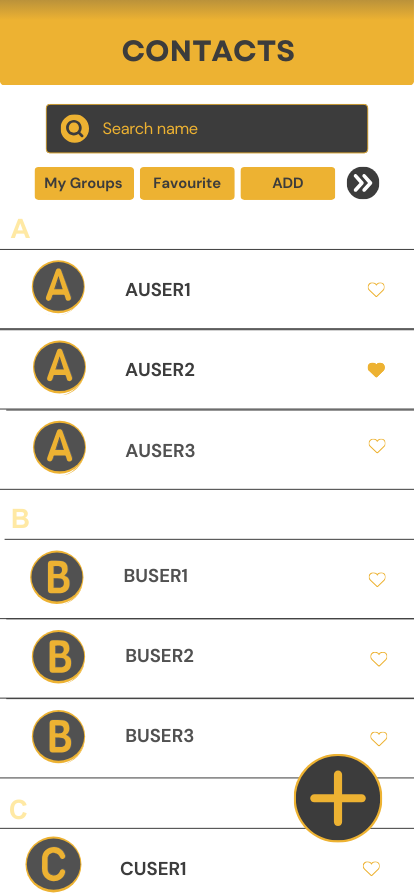 CONTACTS
Search name
My Groups Favourite ADD
A
A AUSER1
A AUSER2
A AUSER3
B
B BUSER1
B BUSER2
B BUSER3
C
C CUSER1